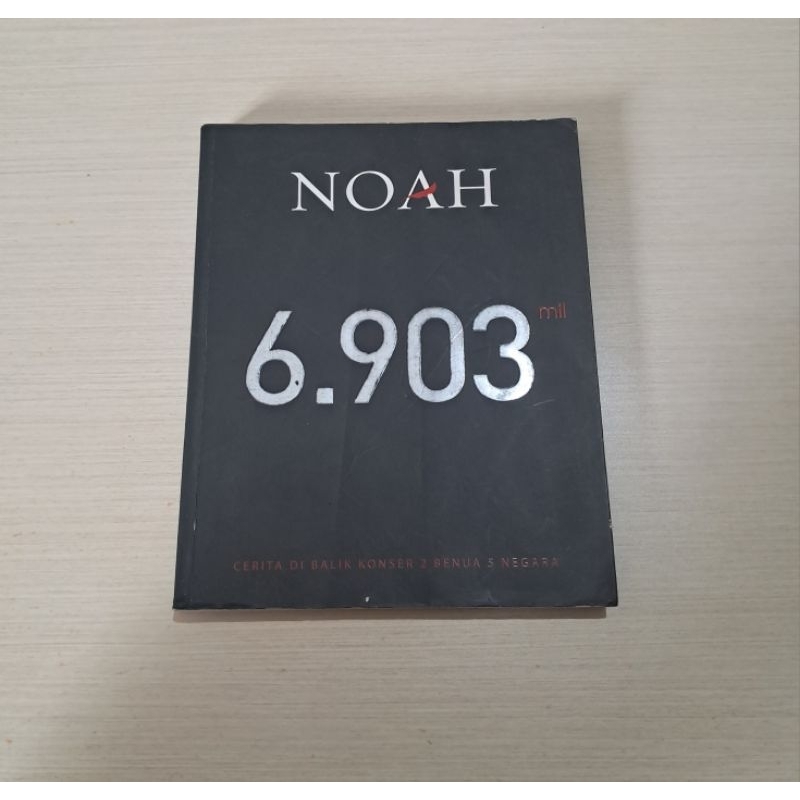 NOAH
6.903 mil
CERITA DI BALIK KONSER 2 BENUA 5 NEGARA